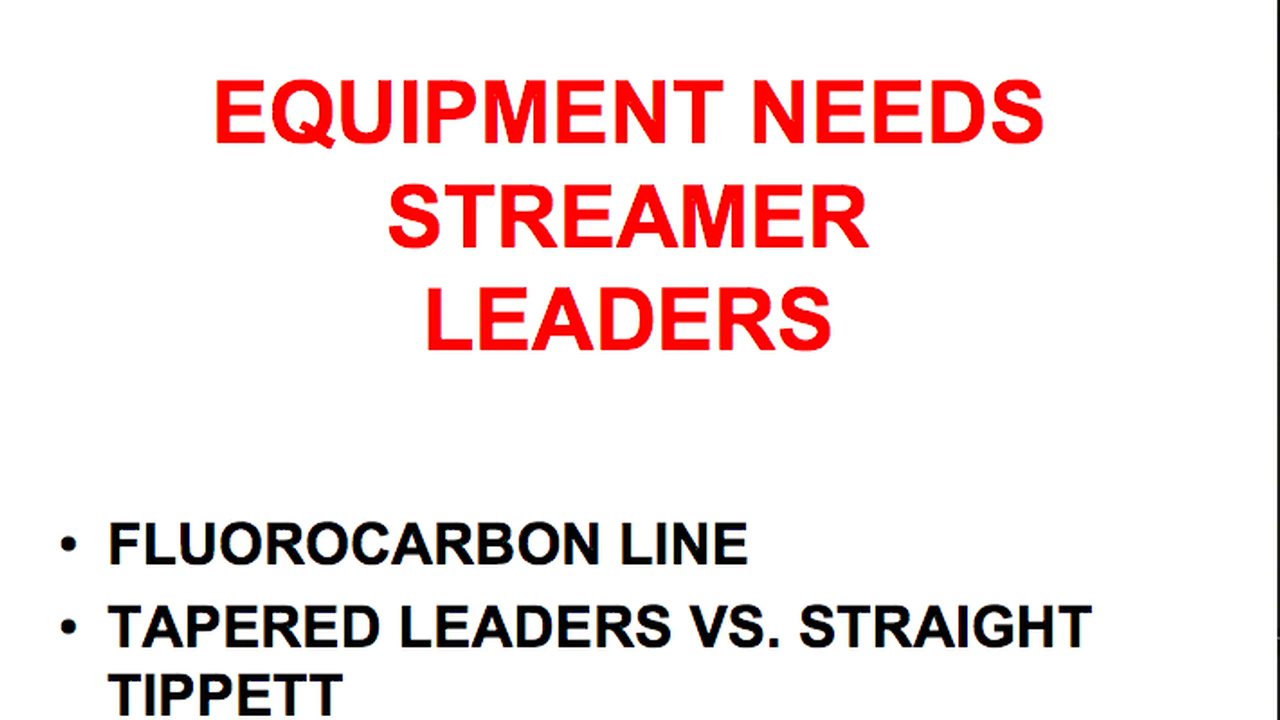 EQUIPMENT NEEDS
STREAMER
LEADERS
• FLUOROCARBON LINE
• TAPERED LEADERS VS. STRAIGHT
TIPPETT